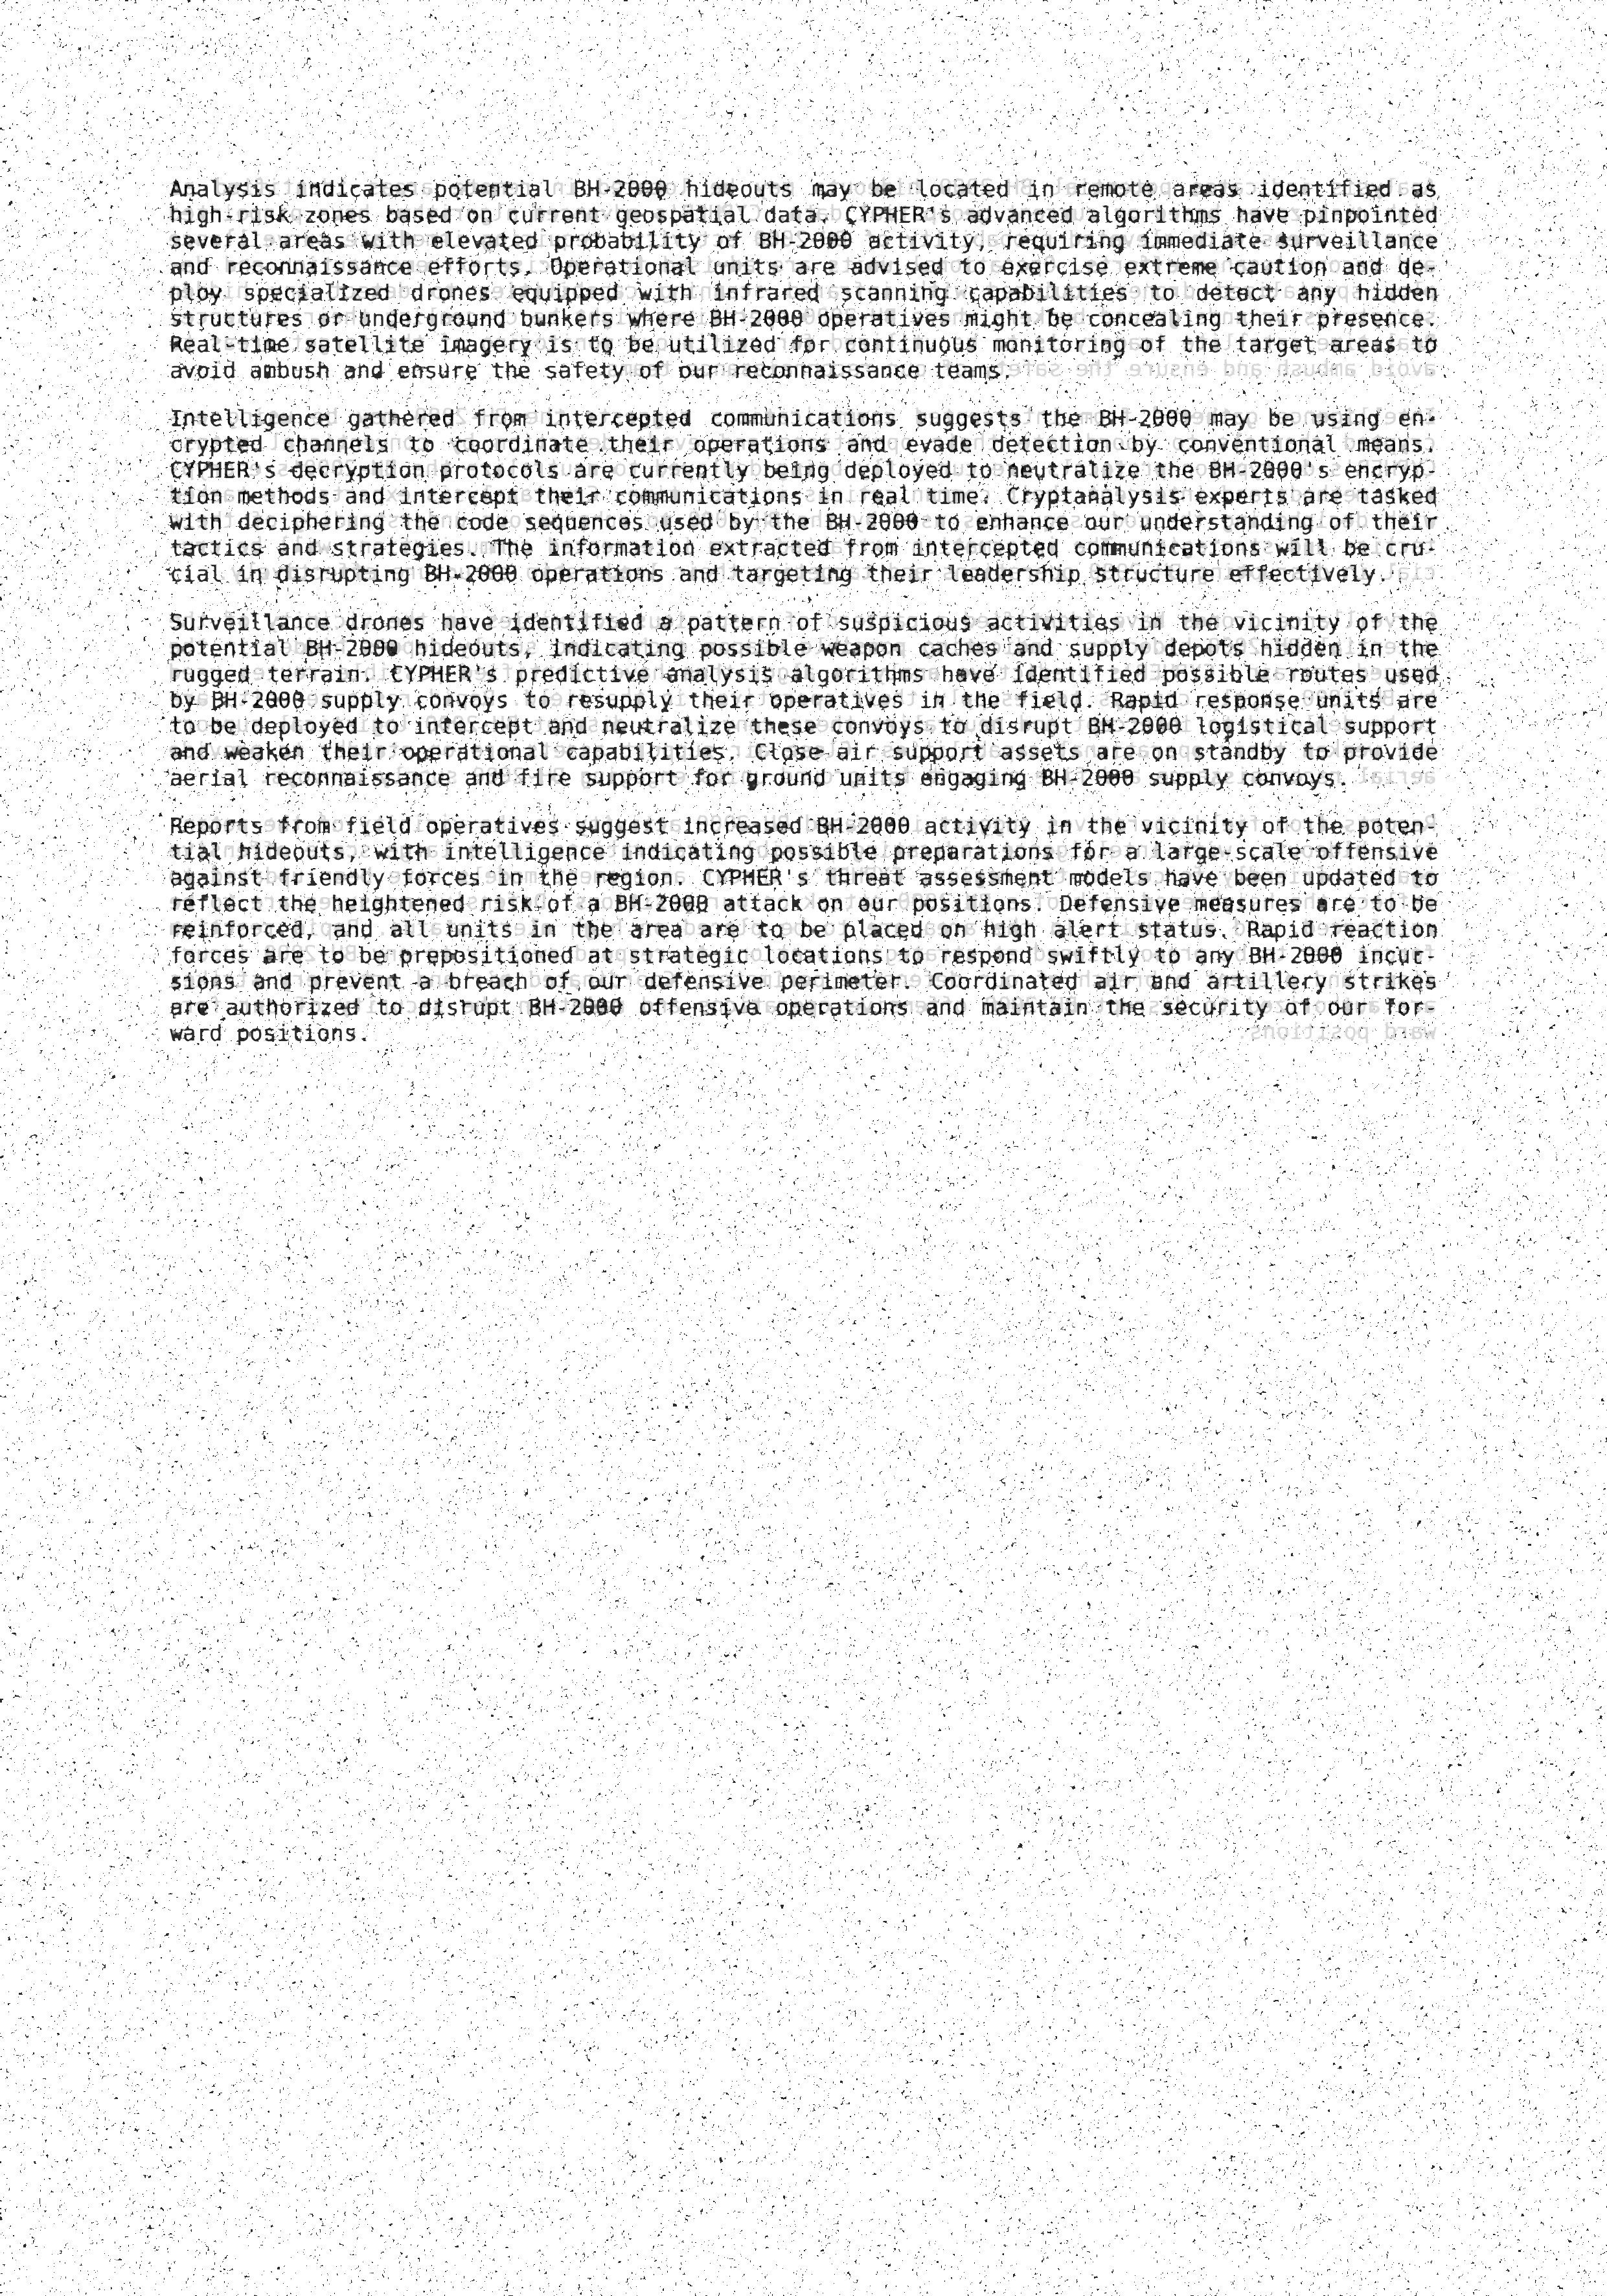 Analysis indicates potential BH-2000 hideouts may be located in remote areas identified as
high-risk zones based on current geospatial data. CYPHER's advanced algorithms have pinpointed
several areas with elevated probability of BH-2000 activity, requiring immediate surveillance
and reconnaissance efforts. Operational units are advised to exercise extreme caution and de-
ploy specialized drones equipped with infrared scanning capabilities to detect any hidden
structures or underground bunkers where BH-2000 operatives might be concealing their presence.
Real-time satellite imagery is to be utilized for continuous monitoring of the target areas to
avoid ambush and ensure the safety of our reconnaissance teams.
Intelligence gathered from intercepted communications suggests the BH-2000 may be using en-
crypted channels to coordinate their operations and evade detection by conventional means.
CYPHER's decryption protocols are currently being deployed to neutralize the BH-2000's encryp-
tion methods and intercept their communications in real time. Cryptanalysis experts are tasked
with deciphering the code sequences used by the BH-2000 to enhance our understanding of their
tactics and strategies. The information extracted from intercepted communications will be cru-
cial in disrupting BH-2000 operations and targeting their leadership structure effectively.
Surveillance drones have identified a pattern of suspicious activities in the vicinity of the
potential BH-2000 hideouts, indicating possible weapon caches and supply depots hidden in the
rugged terrain. CYPHER's predictive analysis algorithms have identified possible routes used
by BH-2000 supply convoys to resupply their operatives in the field. Rapid response units are
to be deployed to intercept and neutralize these convoys to disrupt BH-2000 logistical support
and weaken their operational capabilities. Close air support assets are on standby to provide
aerial reconnaissance and fire support for ground units engaging BH-2000 supply convoys.
Reports from field operatives suggest increased BH-2000 activity in the vicinity of the poten-
tial hideouts, with intelligence indicating possible preparations for a large-scale offensive
against friendly forces in the region. CYPHER's threat assessment models have been updated to
reflect the heightened risk of a BH-2000 attack on our positions. Defensive measures are to be
reinforced, and all units in the area are to be placed on high alert status. Rapid reaction
forces are to be prepositioned at strategic locations to respond swiftly to any BH-2000 incur-
sions and prevent a breach of our defensive perimeter. Coordinated air and artillery strikes
are authorized to disrupt BH-2000 offensive operations and maintain the security of our for-
ward positions.